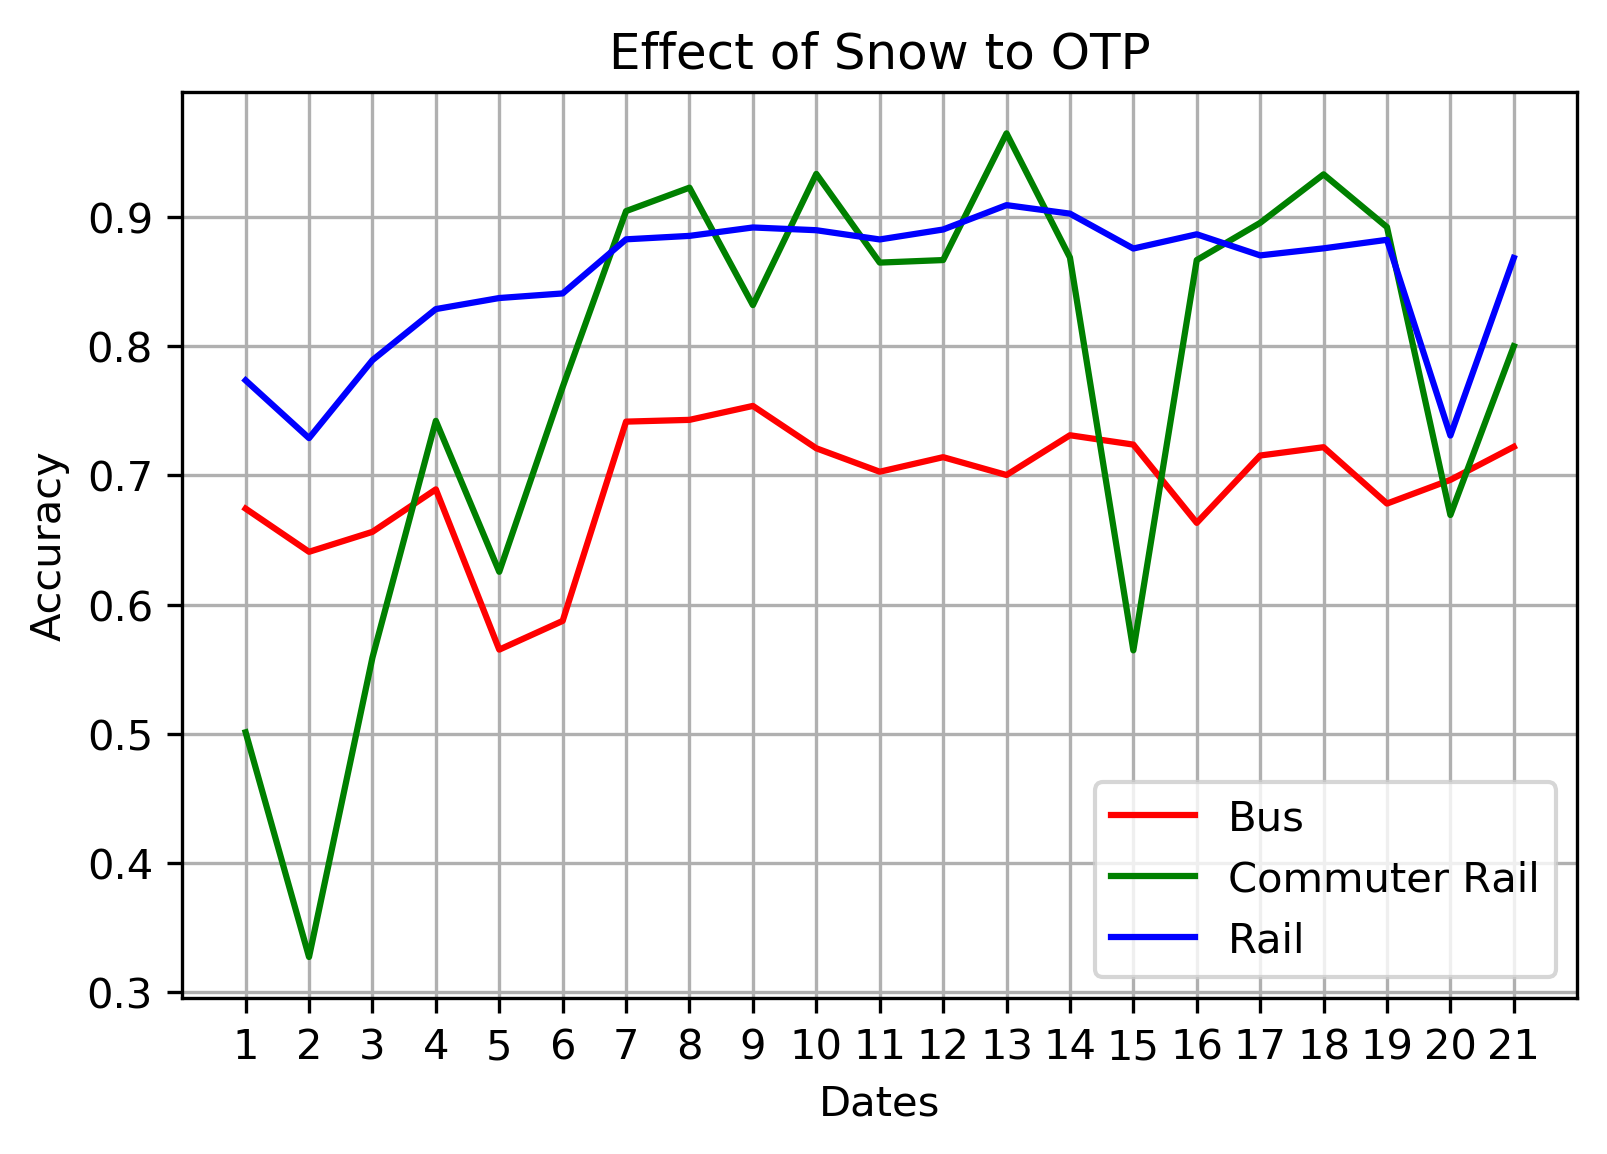 Effect of Snow to OTP
Accuracy
0.9
0.8
0.7
0.6
0.5
0.4
0.3
Bus
Commuter Rail
Rail
1 2 3 4 5 6 7 8 9 10 11 12 13 14 15 16 17 18 19 20 21
Dates